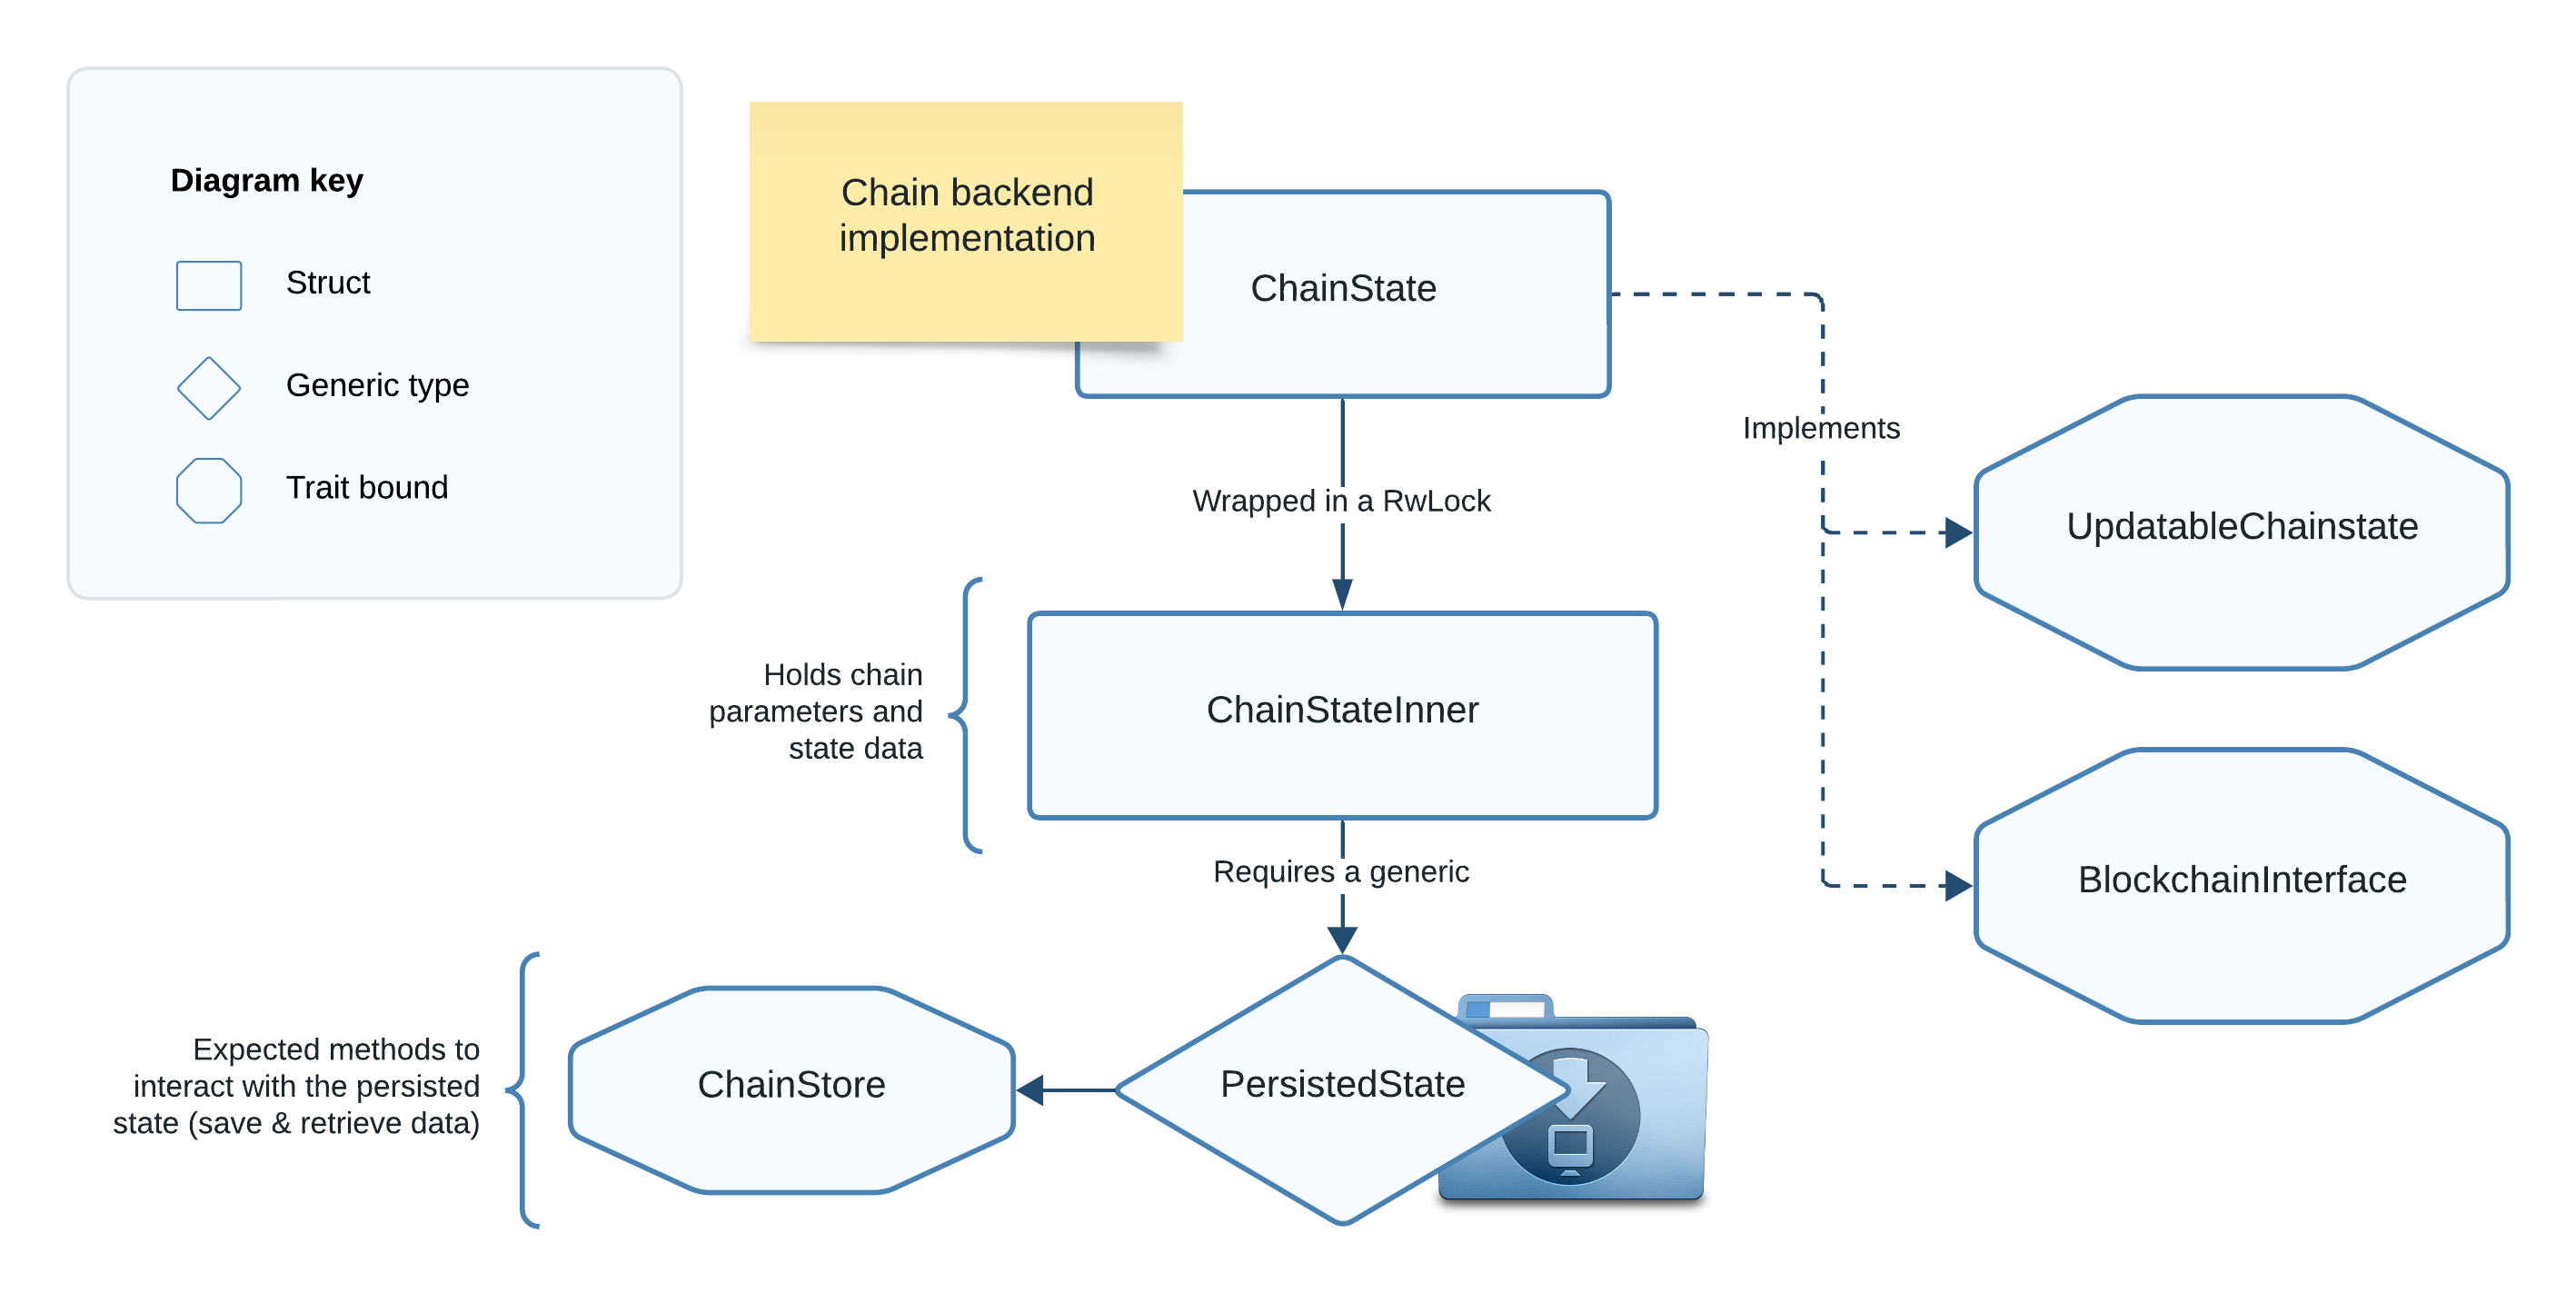 Diagram key
Struct
Generic type
Trait bound
Chain backend
implementation
ChainState
Implements
Wrapped in a RwLock
UpdatableChainstate
Holds chain
parameters and
state data
ChainStateInner
Requires a generic
BlockchainInterface
Expected methods to
interact with the persisted
state (save & retrieve data)
ChainStore
PersistedState